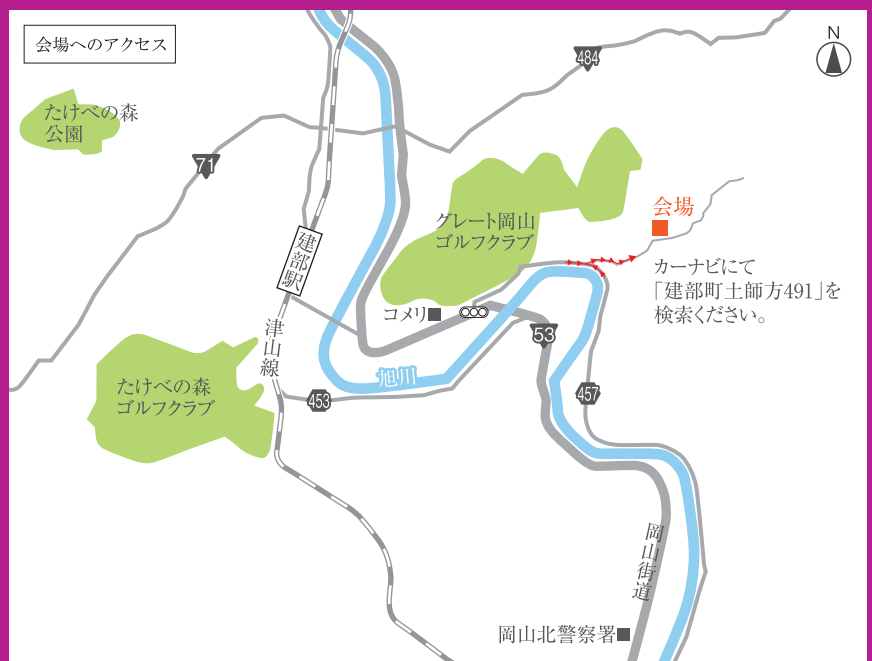 会場へのアクセス
N
484
たけべの森
公園
71
会場
グレート岡山
ゴルフクラブ
建部駅
カーナビにて
「建部町土師方491」を
検索ください。
コメリ
津山線
53
旭川
たけべの森
ゴルフクラブ
453
457
岡山街道
岡山北警察署